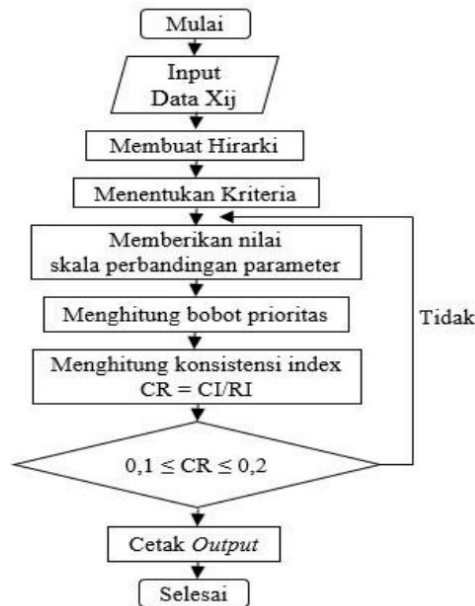 Mulai
Input
Data Xij
Membuat Hirarki
Menentukan Kriteria
Memberikan nilai
skala perbandingan parameter
Menghitung bobot prioritas
Tidak
Menghitung konsistensi index
CR = CI/RI
0,1 ≤ CR ≤ 0,2
Cetak Output
Selesai